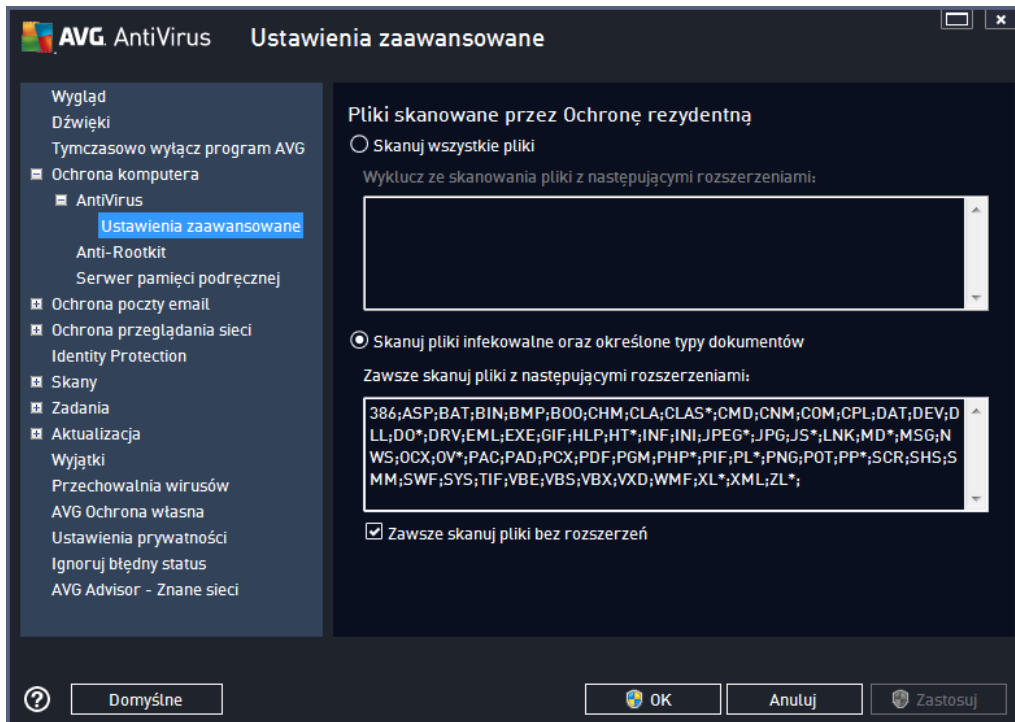 AVG AntiVirus Ustawienia zaawansowane
Wygląd
Dźwięki
Tymczasowo wyłącz program AVG
Ochrona komputera
AntiVirus
Ustawienia zaawansowane
Anti-Rootkit
Serwer pamięci podręcznej
Ochrona poczty email
Ochrona przeglądania sieci
Identity Protection
Skany
Zadania
Aktualizacja
Wyjątki
Przechowalnia wirusów
AVG Ochrona własna
Ustawienia prywatności
Ignoruj błędny status
AVG Advisor - Znane sieci
Pliki skanowane przez Ochronę rezydentną
Skanuj wszystkie pliki
Wyklucz ze skanowania pliki z następującymi rozszerzeniami:
Skanuj pliki infekowalne oraz określone typy dokumentów
Zawsze skanuj pliki z następującymi rozszerzeniami:
386;ASP;BAT;BIN;BMP;BOO;CHM;CLA;CLAS*;CMD;CNM;COM;CPL;DAT;DEV;D
LL;DO*;DRV;EML;EXE;GIF;HLP;HT*;INF;INI;JPEG*;JPG;JS*;LNK;MD*;MSG;N
WS;OCX;OV*;PAC;PAD;PCX;PDF;PGM;PHP*;PIF;PL*;PNG;POT;PP*;SCR;SHS;S
MM;SWF;SYS;TIF;VBE;VBS;VBX;VXD;WMF;XL*;XML;ZL*;
Zawsze skanuj pliki bez rozszerzeń
Domyślne
OK
Anuluj
Zastosuj